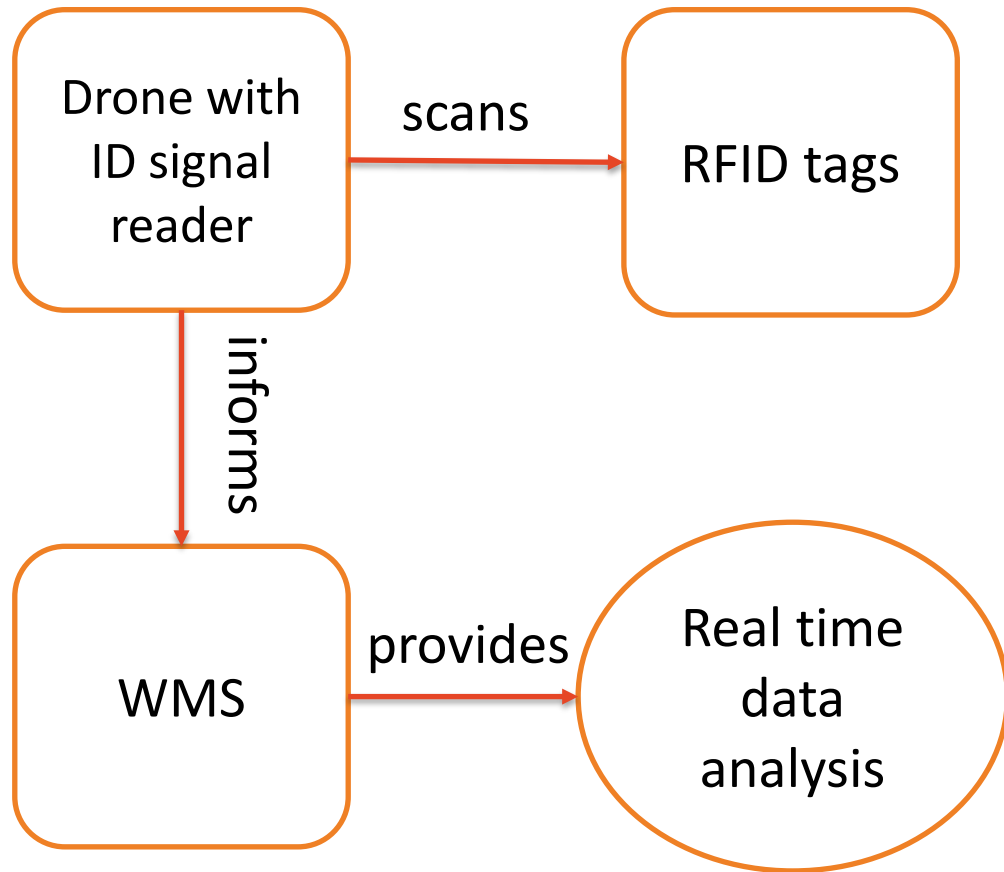 Drone with
ID signal
reader
scans
RFID tags
informs
WMS
provides
Real time
data
analysis